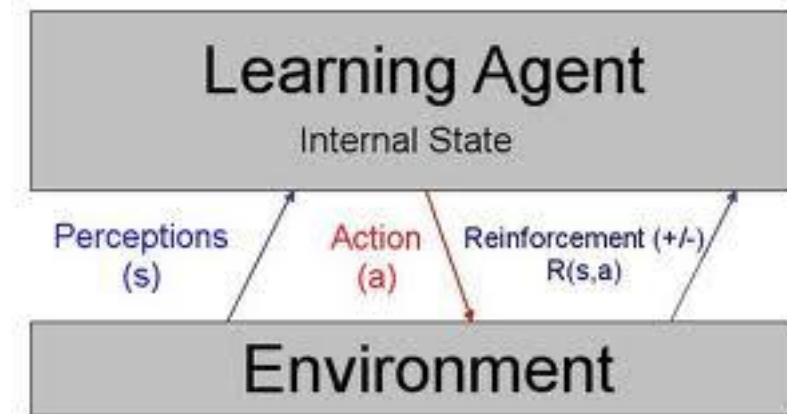 Learning Agent
Internal State
Perceptions
(s)
Action
(a)
Reinforcement (+/-)
R(s,a)
Environment